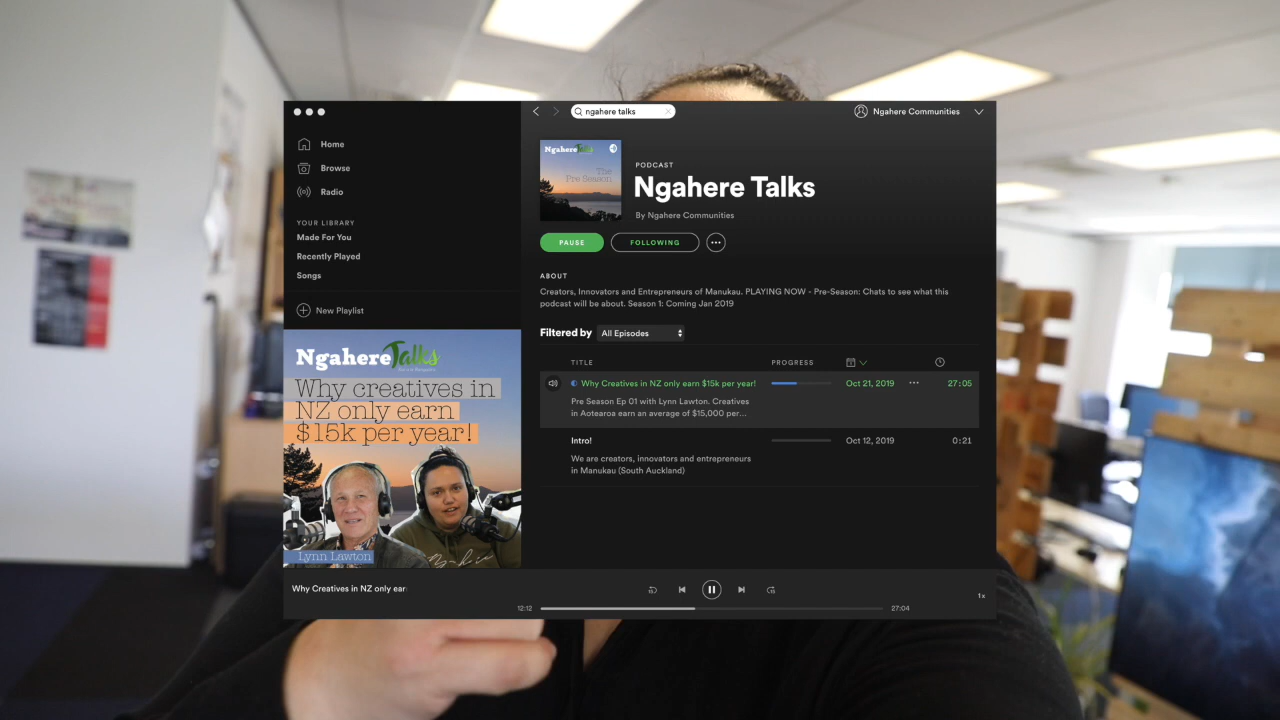 ngahere talks
Ngahere Communities
Home
Browse
Radio
YOUR LIBRARY
Made For You
Recently Played
Songs
New Playlist
NgahereTalks
The
Pre Season
PODCAST
Ngahere Talks
By Ngahere Communities
PAUSE
FOLLOWING
ABOUT
Creators, Innovators and Entrepreneurs of Manukau. PLAYING NOW - Pre-Season: Chats to see what this
podcast will be about. Season 1: Coming Jan 2019
Filtered by All Episodes
TITLE PROGRESS
Why Creatives in NZ only earn $15k per year! Oct 21, 2019 27:05
Pre Season Ep 01 with Lynn Lawton. Creatives
in Aotearoa earn an average of $15,000 per...
Intro! Oct 12, 2019 0:21
We are creators, innovators and entrepreneurs
in Manukau (South Auckland)
NgahereTalks
Why creatives in
NZ only earn
$15k per year!
Lynn Lawton
Why Creatives in NZ only ear
12:12 27:04
1x